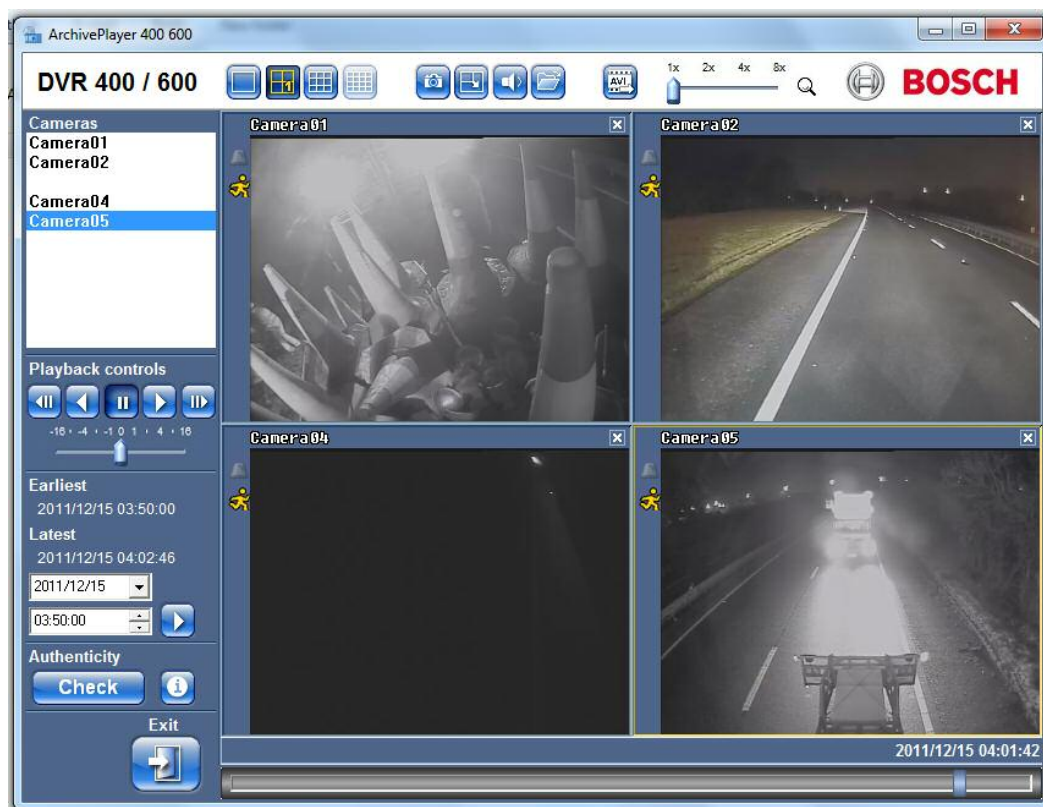 ArchivePlayer 400 600
DVR 400 / 600
1
AVI
1x 2x 4x 8x
BOSCH
Cameras
Camera01
Camera02
Camera04
Camera05
Camera01
Camera02
Playback controls
-16 -4 -1 0 1 4 16
Earliest
2011/12/15 03:50:00
Latest
2011/12/15 04:02:46
2011/12/15
03:50:00
Authenticity
Check
i
Exit
Camera04
Camera05
2011/12/15 04:01:42